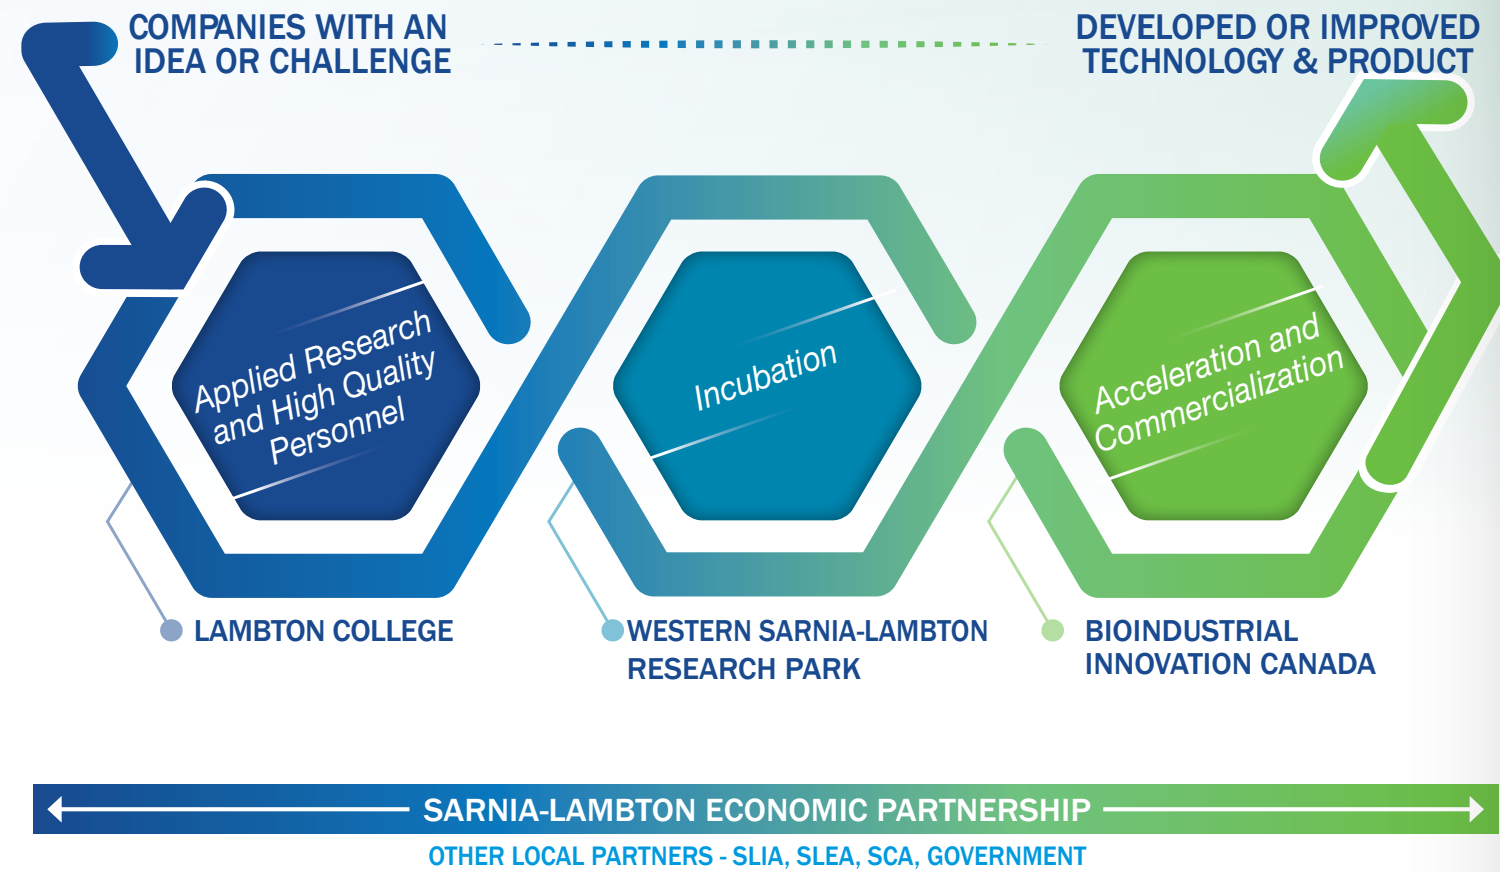 COMPANIES WITH AN
IDEA OR CHALLENGE
DEVELOPED OR IMPROVED
TECHNOLOGY & PRODUCT
Applied Research
and High Quality
Personnel
Incubation
Acceleration and
Commercialization
LAMBTON COLLEGE
WESTERN SARNIA-LAMBTON
RESEARCH PARK
BIOINDUSTRIAL
INNOVATION CANADA
SARNIA-LAMBTON ECONOMIC PARTNERSHIP
OTHER LOCAL PARTNERS - SLIA, SLEA, SCA, GOVERNMENT